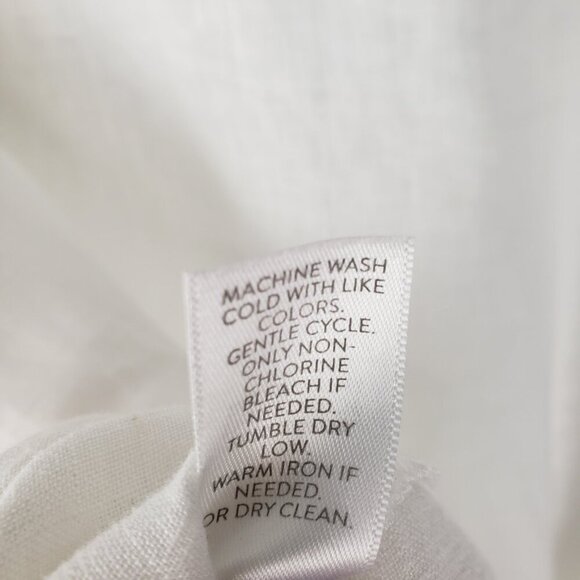 MACHINE WASH
COLD WITH LIKE
COLORS.
GENTLE CYCLE.
ONLY NON-
CHLORINE
BLEACH IF
NEEDED.
TUMBLE DRY
LOW.
WARM IRON IF
NEEDED.
OR DRY CLEAN.